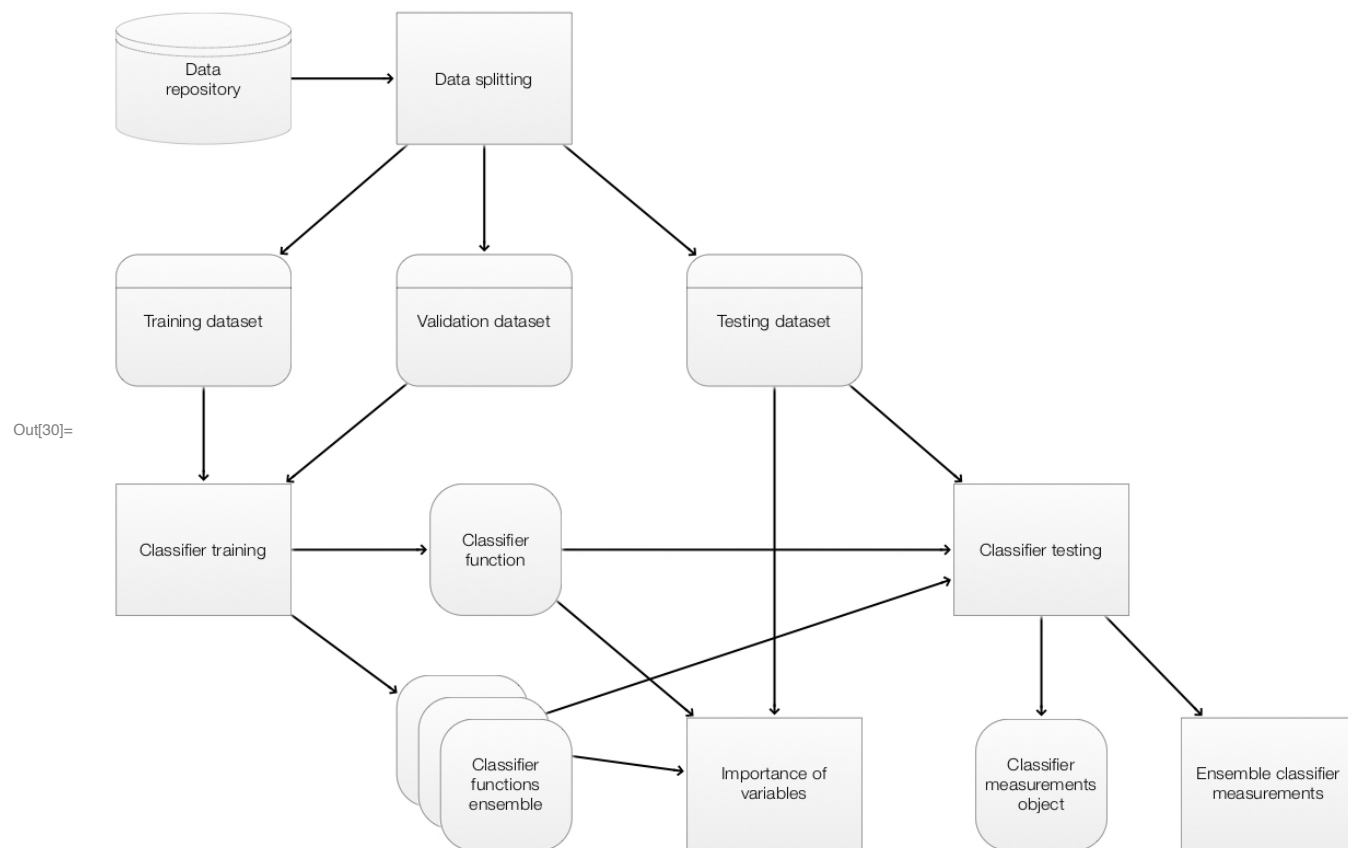 Data
repository
Data splitting
Training dataset
Validation dataset
Testing dataset
Out[30]=
Classifier training
Classifier
function
Classifier testing
Classifier
functions
ensemble
Importance of
variables
Classifier
measurements
object
Ensemble classifier
measurements